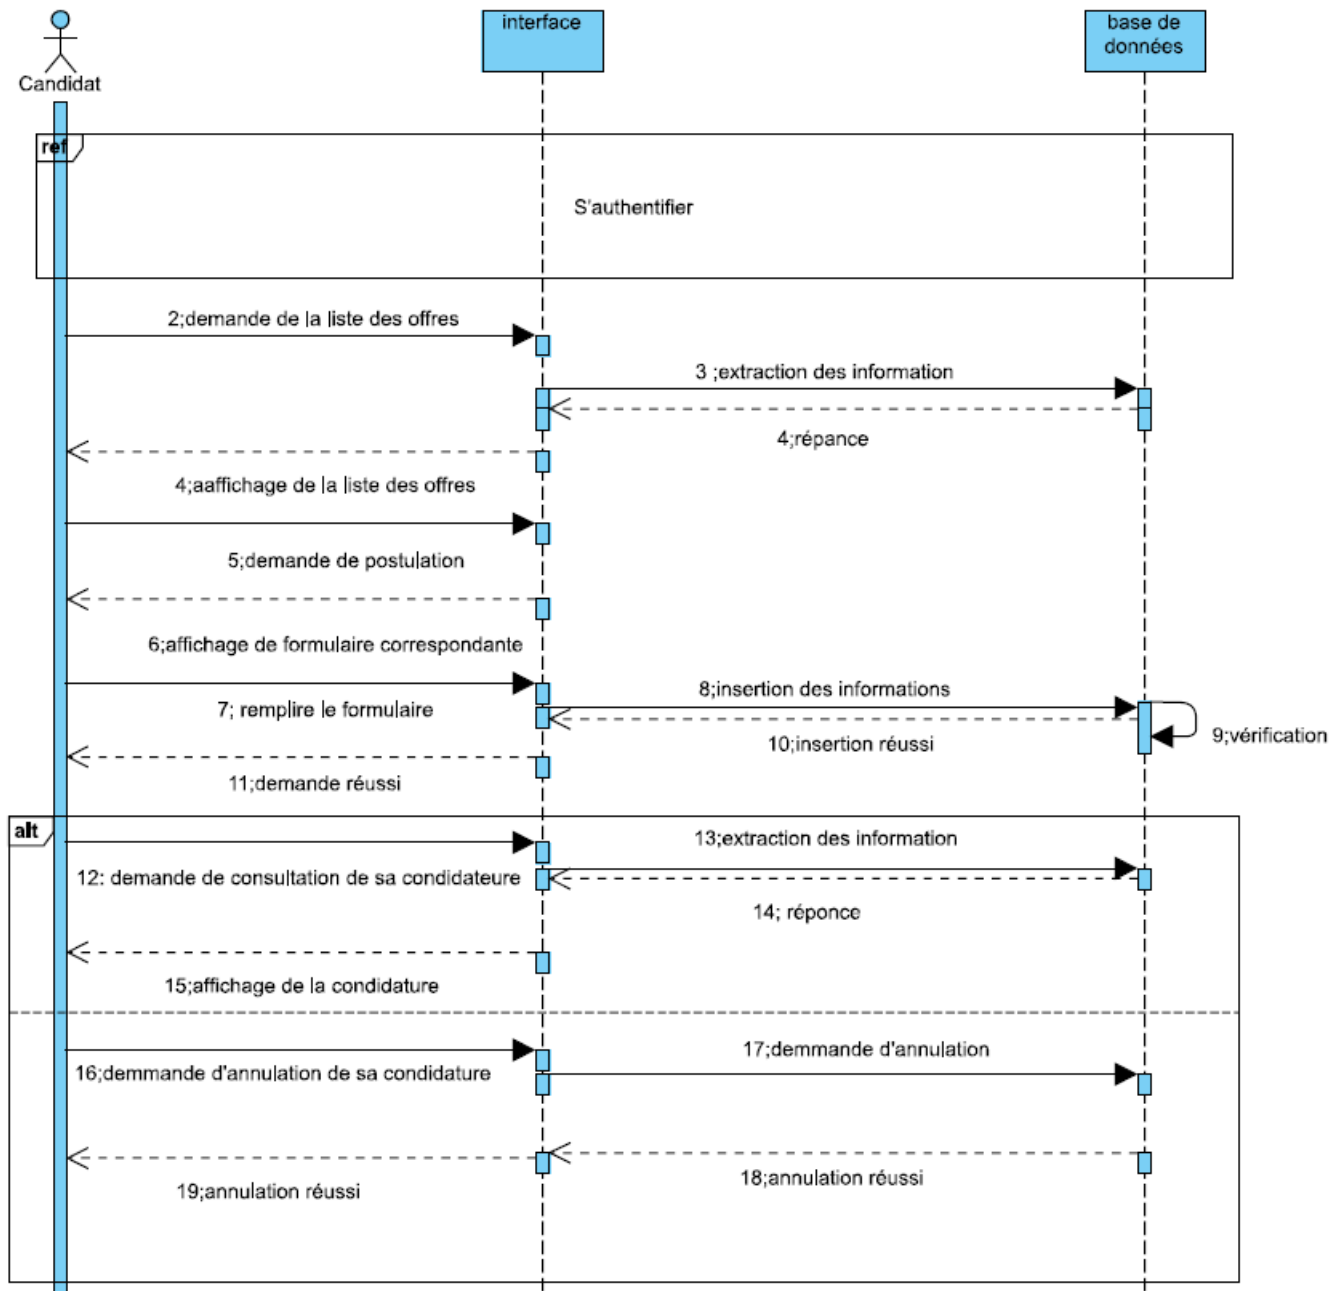 interface
base de
données
Candidat
ref
S'authentifier
2;demande de la liste des offres
3 ;extraction des information
4;répance
4;aaffichage de la liste des offres
5;demande de postulation
6;affichage de formulaire correspondante
8;insertion des informations
7; remplire le formulaire
9;vérification
10;insertion réussi
11;demande réussi
alt
13;extraction des information
12: demande de consultation de sa condidateure
14; réponce
15;affichage de la condidature
17;demmande d'annulation
16;demmande d'annulation de sa condidature
18;annulation réussi
19;annulation réussi